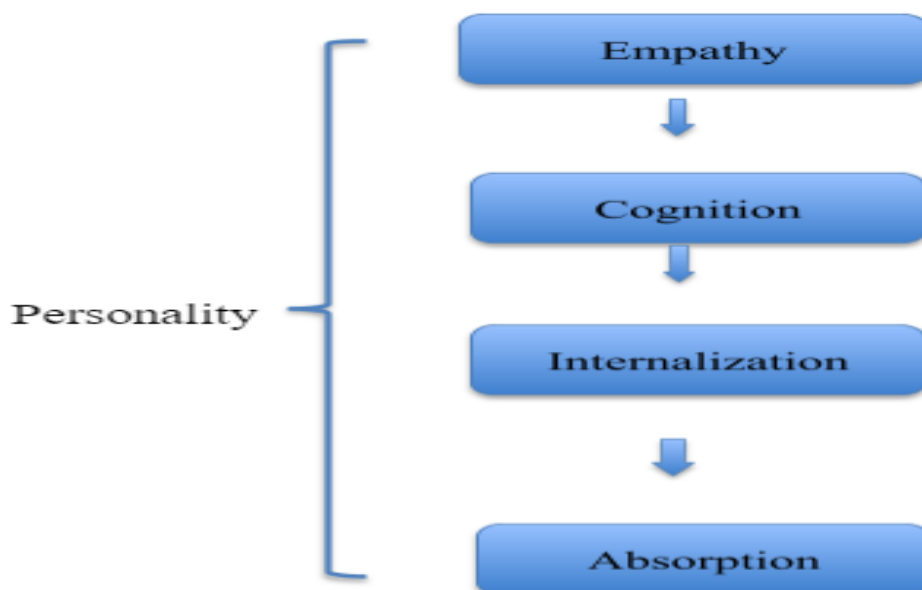 Empathy
Cognition
Personality
Internalization
Absorption